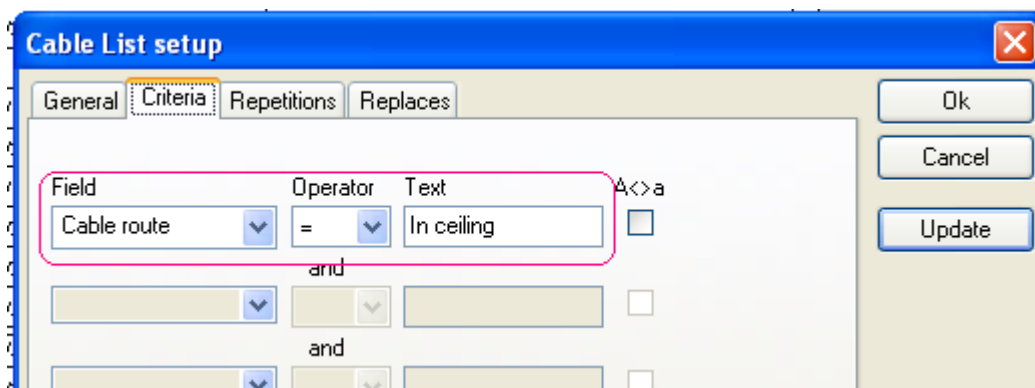 Cable List setup
General Criteria Repetitions Replaces
Ok
Cancel
Update
Field Operator Text A<>a
Cable route = In ceiling
and
and